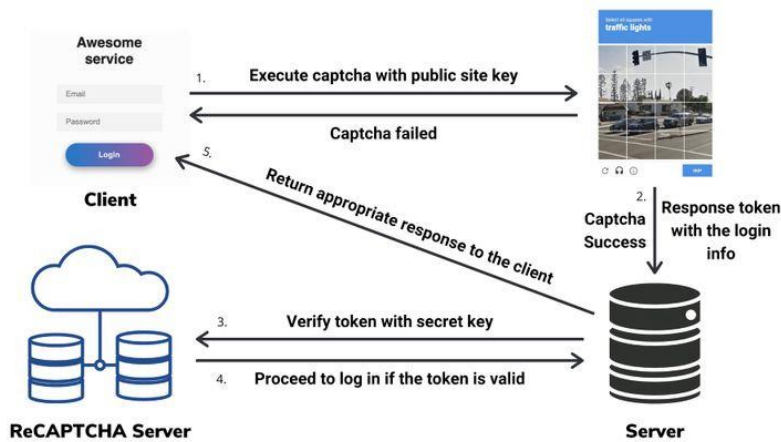 Awesome
service
Email
Password
Login
Client
1.
Execute captcha with public site key
Captcha failed
Select all squares with
traffic lights
5.
Return appropriate response to the client
2.
Captcha
Success
Response token
with the login
info
3.
Verify token with secret key
4.
Proceed to log in if the token is valid
ReCAPTCHA Server
Server